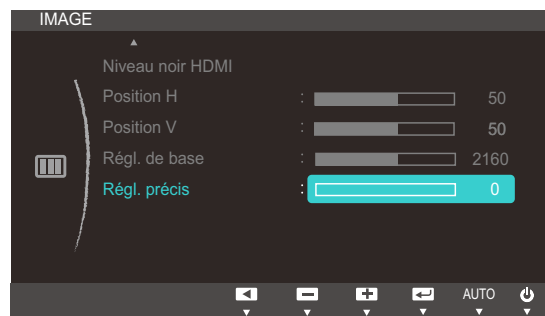 IMAGE
Niveau noir HDMI
Position H : 50
Position V : 50
Régl. de base : 2160
Régl. précis : 0
AUTO